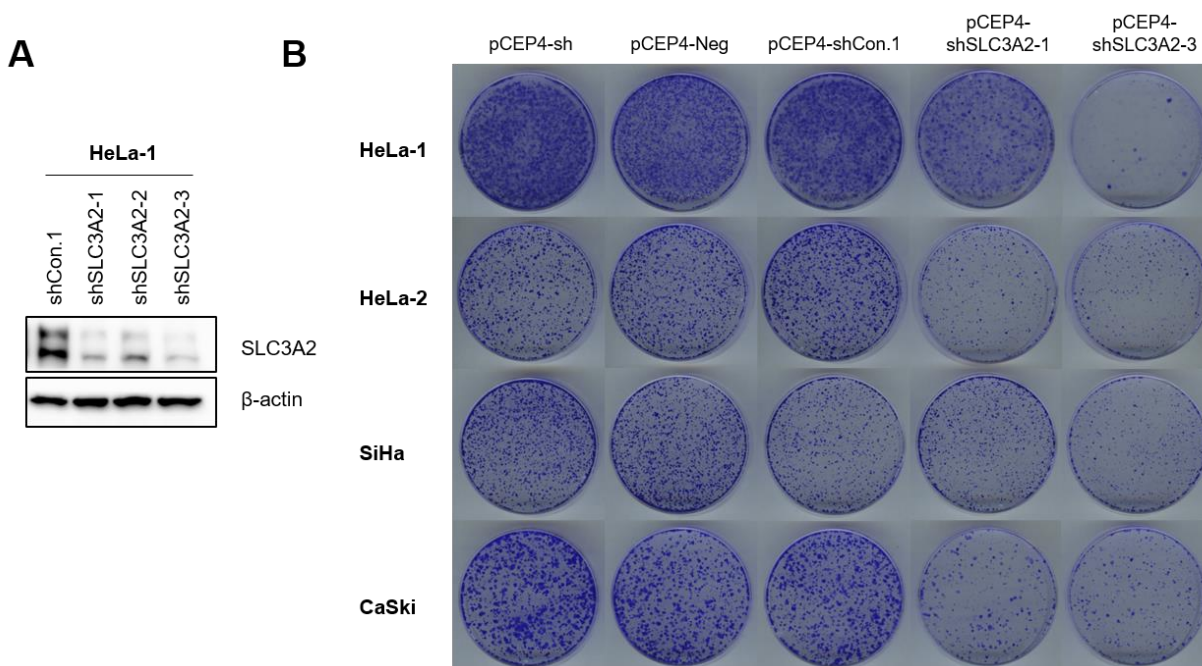 A
HeLa-1
shCon.1
shSLC3A2-1
shSLC3A2-2
shSLC3A2-3
SLC3A2
β-actin
B
pCEP4-sh
pCEP4-Neg
pCEP4-shCon.1
pCEP4-
shSLC3A2-1
pCEP4-
shSLC3A2-3
HeLa-1
HeLa-2
SiHa
CaSki